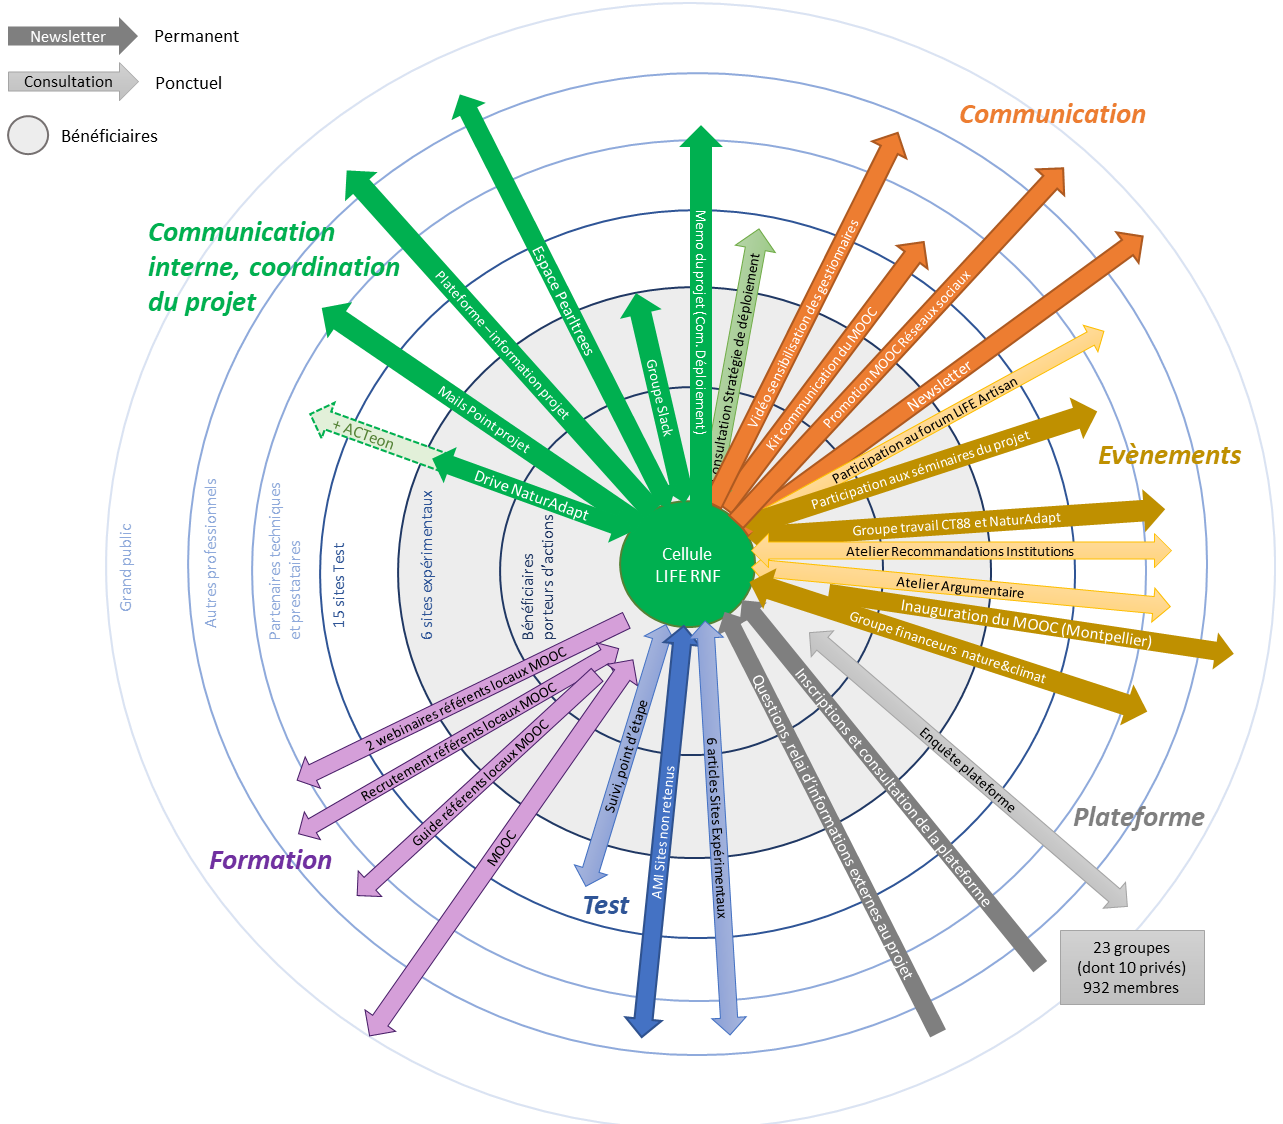 Newsletter
Permanent
Consultation
Ponctuel
Bénéficiaires
Communication
interne, coordination
du projet
Communication
Evènements
Plateforme
Test
Formation
Grand public
Autres professionnels
Partenaires techniques
et prestataires
15 sites Test
6 sites expérimentaux
Bénéficiaires
porteurs d'actions
Cellule
LIFE RNF
+ ACTeon
Drive NaturAdapt
Mails Point projet
Plateforme – information projet
Espace Pearltrees
Groupe Slack
Memo du projet (Com. Déploiement)
onsultation Stratégie de déploiement
Vidéo sensibilisation des gestionnaires
Kit communication du MOOC
Promotion MOOC Réseaux sociaux
Newsletter
Participation au forum LIFE Artisan
Participation aux séminaires du projet
Groupe travail CT88 et NaturAdapt
Atelier Recommandations Institutions
Atelier Argumentaire
Inauguration du MOOC (Montpellier)
Groupe financeurs nature&climat
Enquête plateforme
Inscriptions et consultation de la plateforme
Questions, relai d'informations externes au projet
6 articles Sites Expérimentaux
AMI Sites non retenus
Suivi, point d'étape
MOOC
Guide référents locaux MOOC
Recrutement référents locaux MOOC
2 webinaires référents locaux MOOC
23 groupes
(dont 10 privés)
932 membres